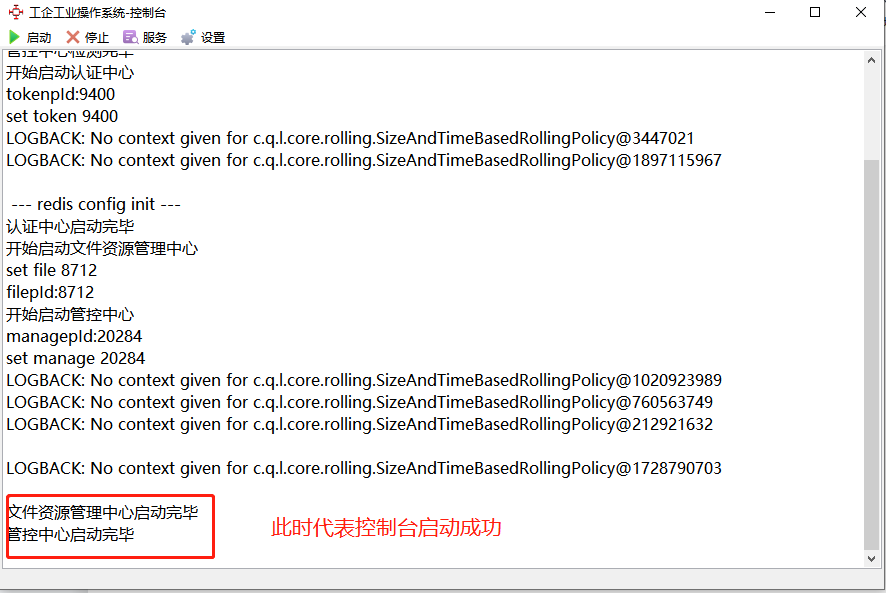 工企工业操作系统-控制台
启动 停止 服务 设置
管控中心检测完毕
开始启动认证中心
tokenpId:9400
set token 9400
LOGBACK: No context given for c.q.l.core.rolling.SizeAndTimeBasedRollingPolicy@3447021
LOGBACK: No context given for c.q.l.core.rolling.SizeAndTimeBasedRollingPolicy@1897115967
--- redis config init ---
认证中心启动完毕
开始启动文件资源管理中心
set file 8712
filepId:8712
开始启动管控中心
managepId:20284
set manage 20284
LOGBACK: No context given for c.q.l.core.rolling.SizeAndTimeBasedRollingPolicy@1020923989
LOGBACK: No context given for c.q.l.core.rolling.SizeAndTimeBasedRollingPolicy@760563749
LOGBACK: No context given for c.q.l.core.rolling.SizeAndTimeBasedRollingPolicy@212921632
LOGBACK: No context given for c.q.l.core.rolling.SizeAndTimeBasedRollingPolicy@1728790703
文件资源管理中心启动完毕
管控中心启动完毕
此时代表控制台启动成功